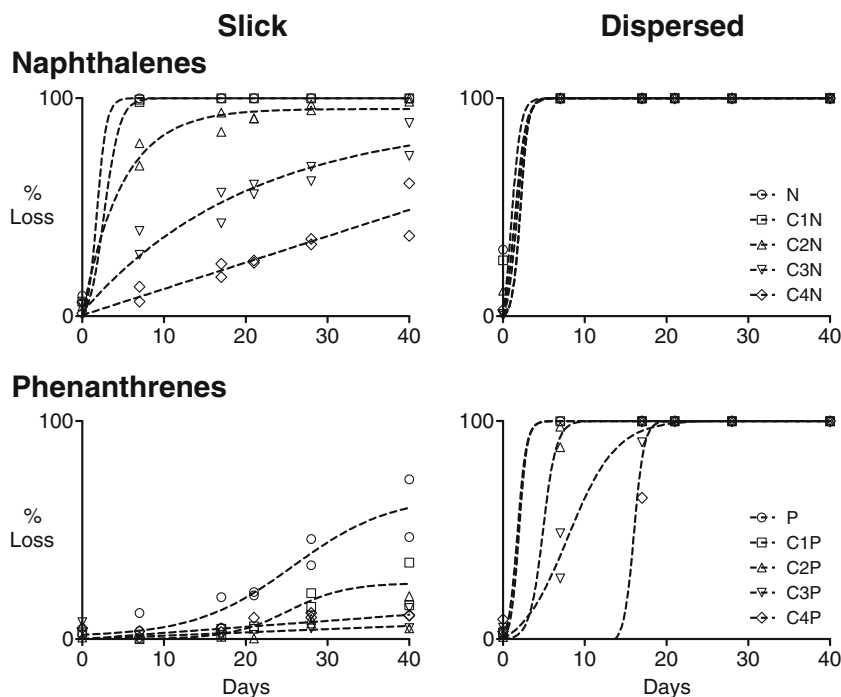 Slick
Dispersed
Naphthalenes
100
% Loss
0
0 10 20 30 40
100
0
0 10 20 30 40
N
C1N
C2N
C3N
C4N
Phenanthrenes
100
% Loss
0
0 10 20 30 40
Days
100
0
0 10 20 30 40
Days
P
C1P
C2P
C3P
C4P